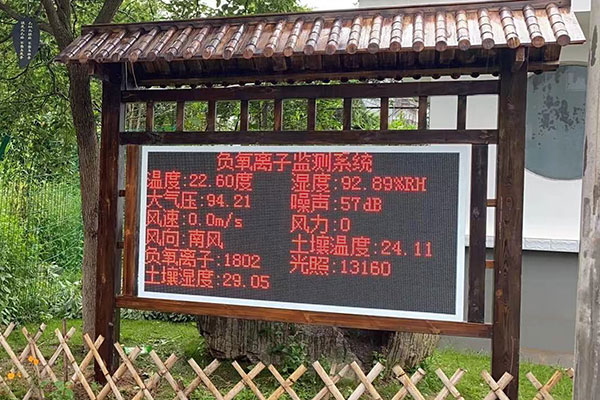 负氧离子监测系统
温度:22.60度 湿度:92.89%RH
大气压:94.21 噪声:57dB
风速:0.0m/s 风力:0
风向:南风 土壤温度:24.11
负氧离子:1802 光照:13160
土壤湿度:29.05